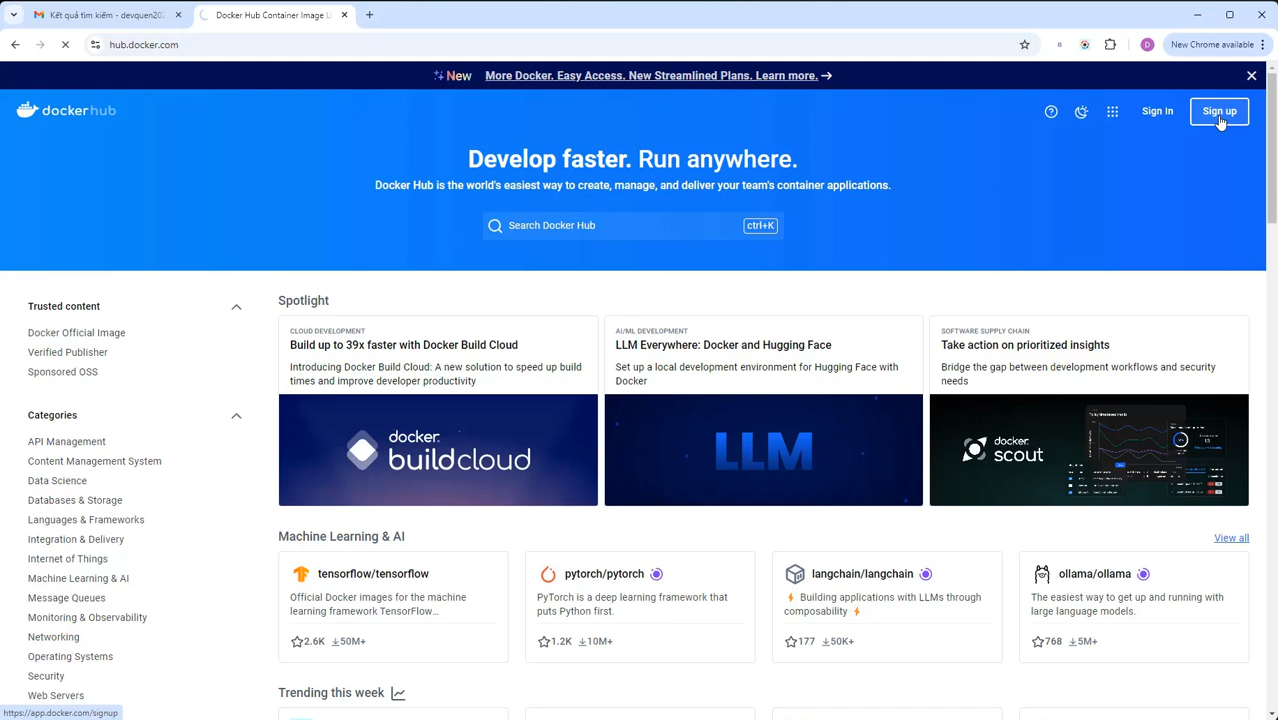 Kết quả tìm kiếm - devquen202
Docker Hub Container Image Li
hub.docker.com
D
New Chrome available
New More Docker. Easy Access. New Streamlined Plans. Learn more. →
dockerhub
Sign In
Sign up
Develop faster. Run anywhere.
Docker Hub is the world's easiest way to create, manage, and deliver your team's container applications.
Search Docker Hub
ctrl+K
Trusted content
Docker Official Image
Verified Publisher
Sponsored OSS
Categories
API Management
Content Management System
Data Science
Databases & Storage
Languages & Frameworks
Integration & Delivery
Internet of Things
Machine Learning & AI
Message Queues
Monitoring & Observability
Networking
Operating Systems
Security
Web Servers
https://app.docker.com/signup
Spotlight
CLOUD DEVELOPMENT
Build up to 39x faster with Docker Build Cloud
Introducing Docker Build Cloud: A new solution to speed up build
times and improve developer productivity
docker.
buildcloud
AI/ML DEVELOPMENT
LLM Everywhere: Docker and Hugging Face
Set up a local development environment for Hugging Face with
Docker
LLM
SOFTWARE SUPPLY CHAIN
Take action on prioritized insights
Bridge the gap between development workflows and security
needs
docker
scout
Machine Learning & AI
View all
tensorflow/tensorflow
Official Docker images for the machine
learning framework TensorFlow...
2.6K 50M+
pytorch/pytorch
PyTorch is a deep learning framework that
puts Python first.
1.2K 10M+
langchain/langchain
⚡ Building applications with LLMs through
composability ⚡
177 50K+
ollama/ollama
The easiest way to get up and running with
large language models.
768 5M+
Trending this week